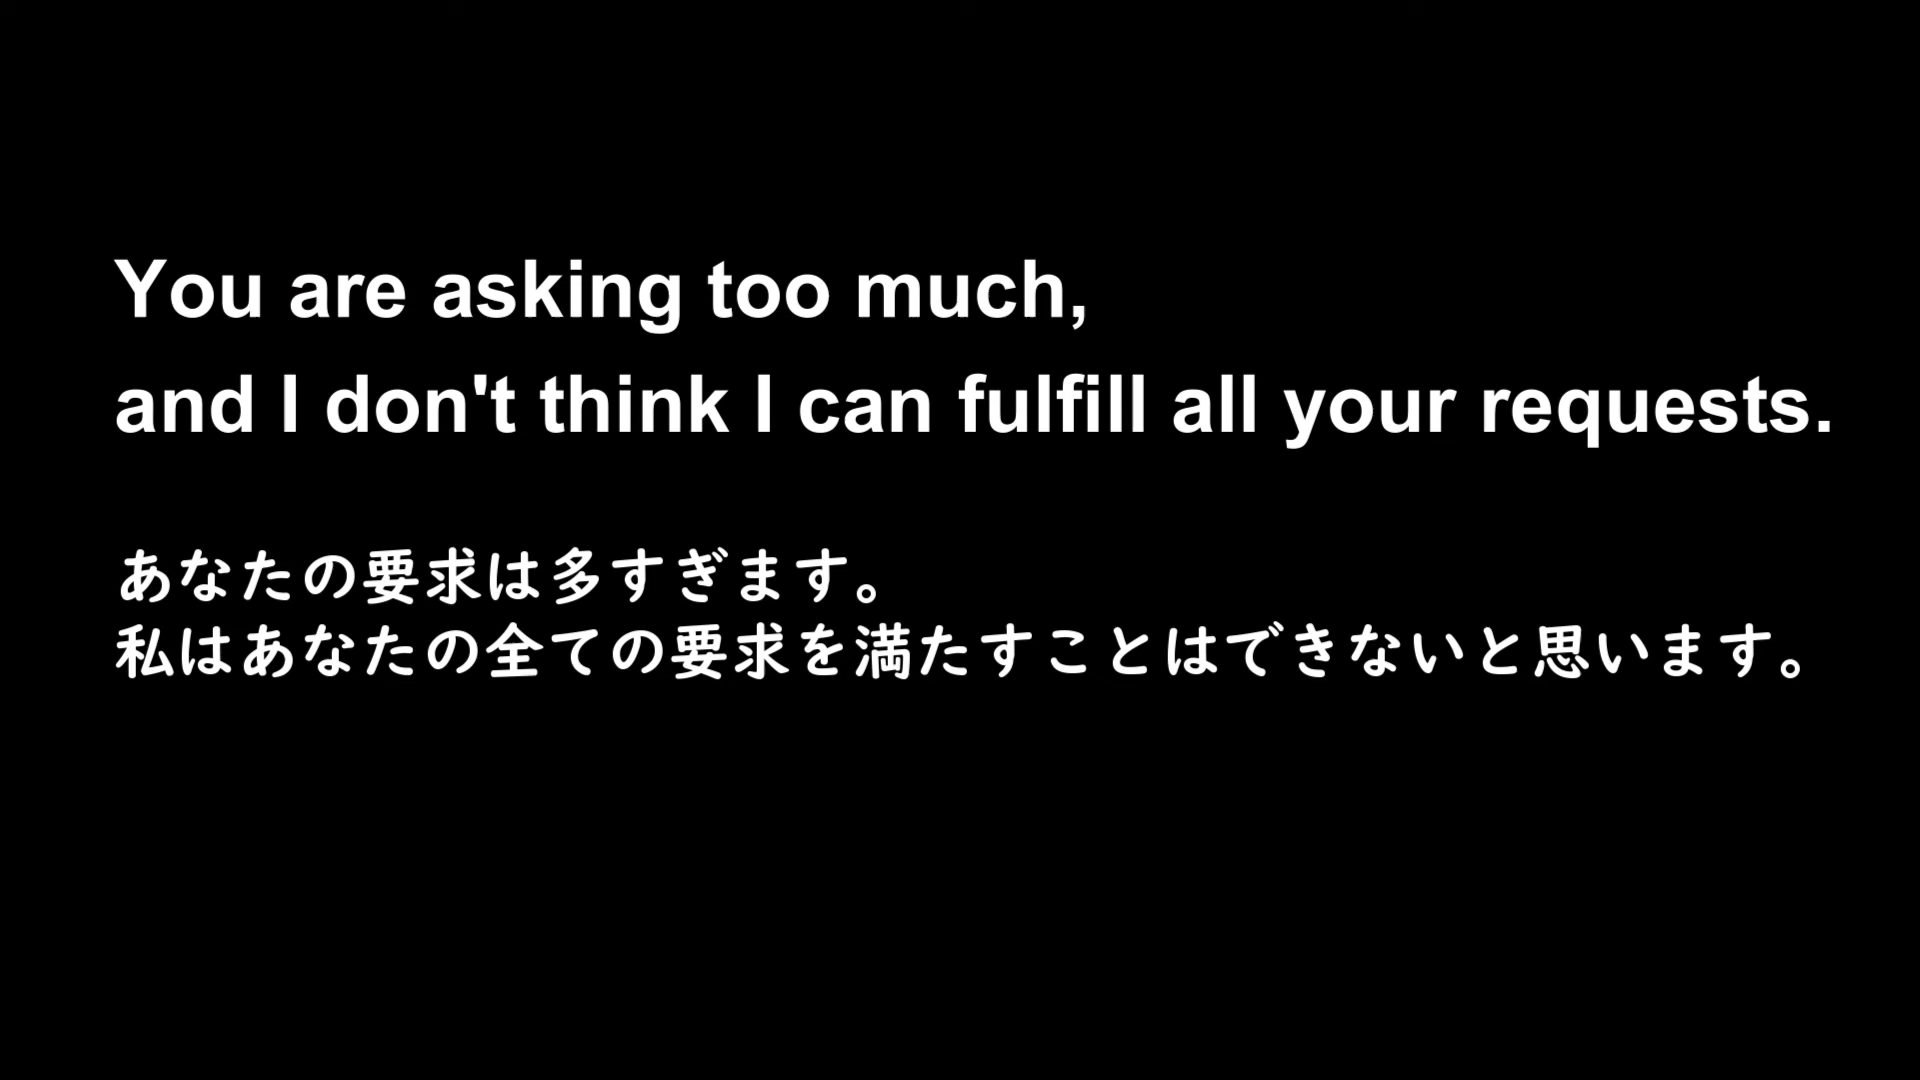 You are asking too much,
and I don't think I can fulfill all your requests.
あなたの要求は多すぎます。
私はあなたの全ての要求を満たすことはできないと思います。